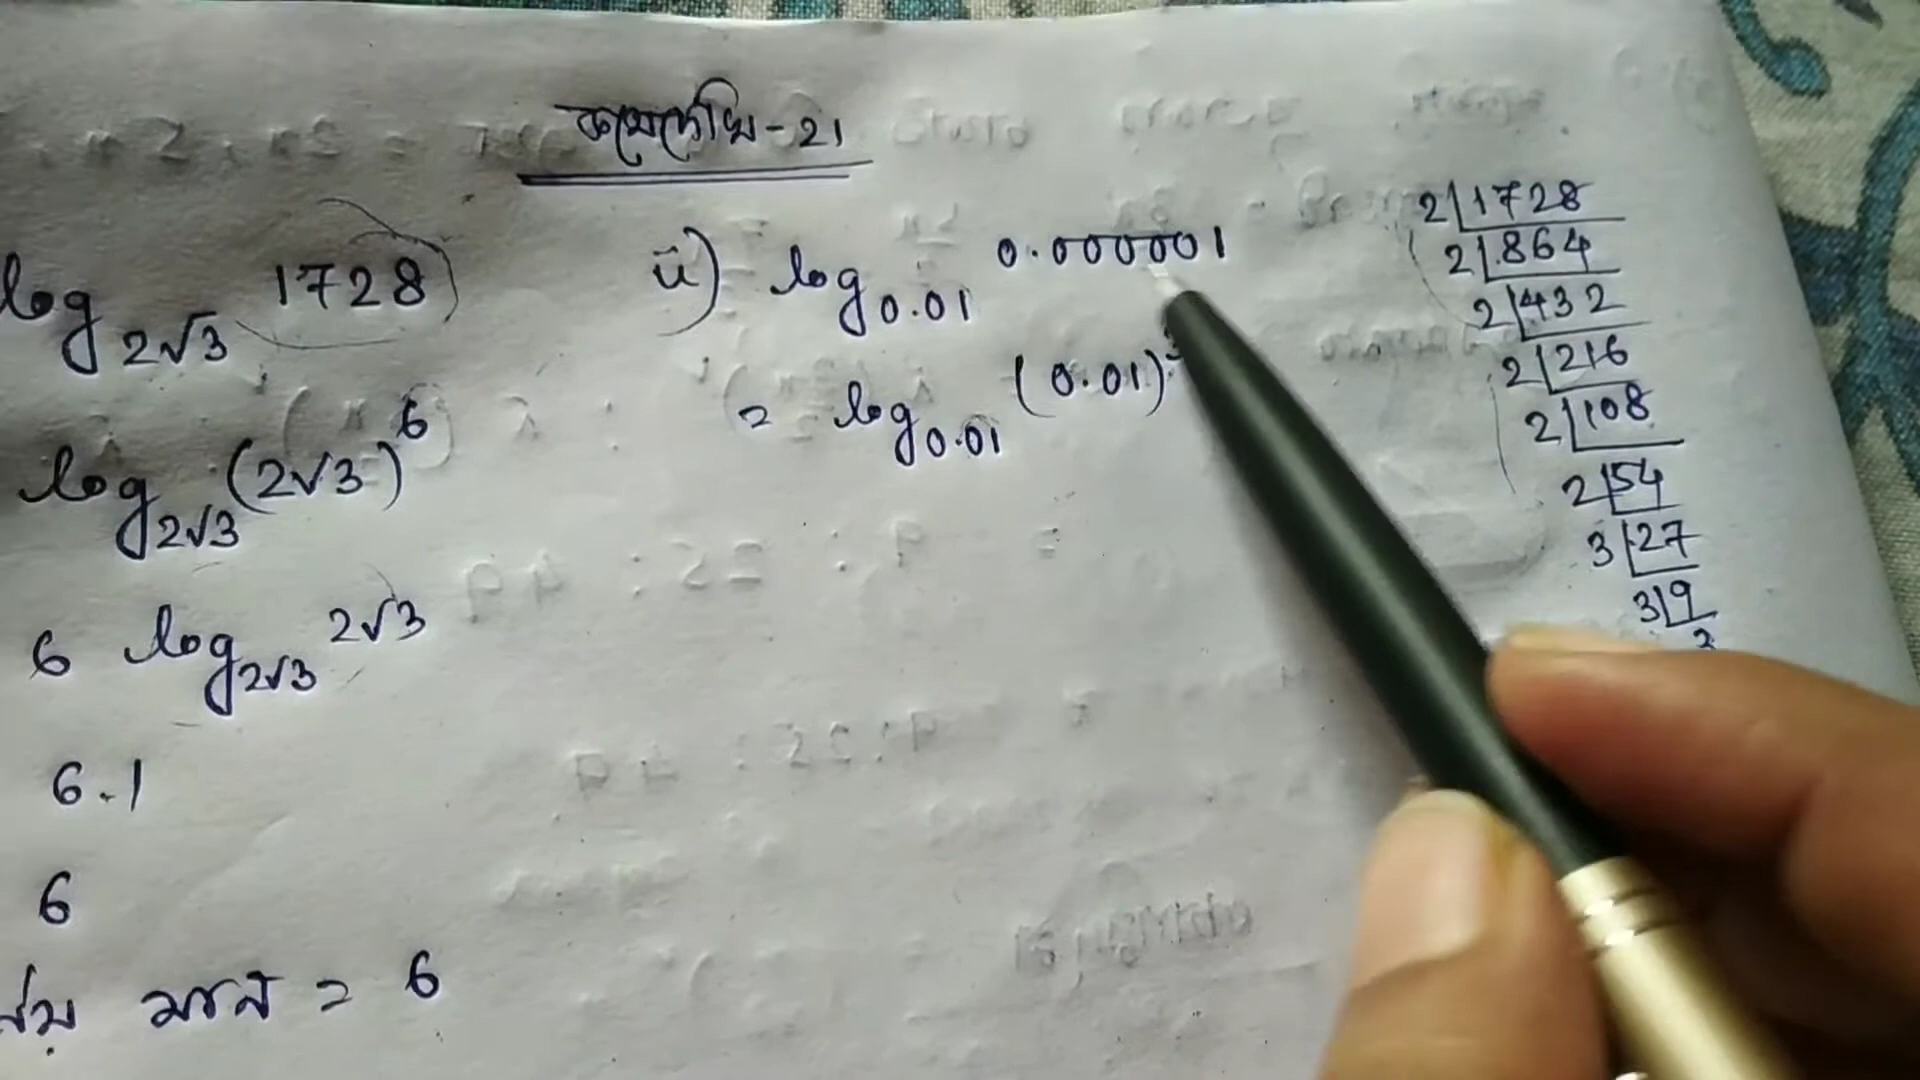 কষে দেখি - 21
log_{2√3} 1728
log_{2√3} (2√3)^6
6 log_{2√3} 2√3
6.1
6
মান = 6
ii) log_{0.01} 0.000001
= log_{0.01} (0.01)
2 | 1728
2 | 864
2 | 432
2 | 216
2 | 108
2 | 54
3 | 27
3 | 9
3